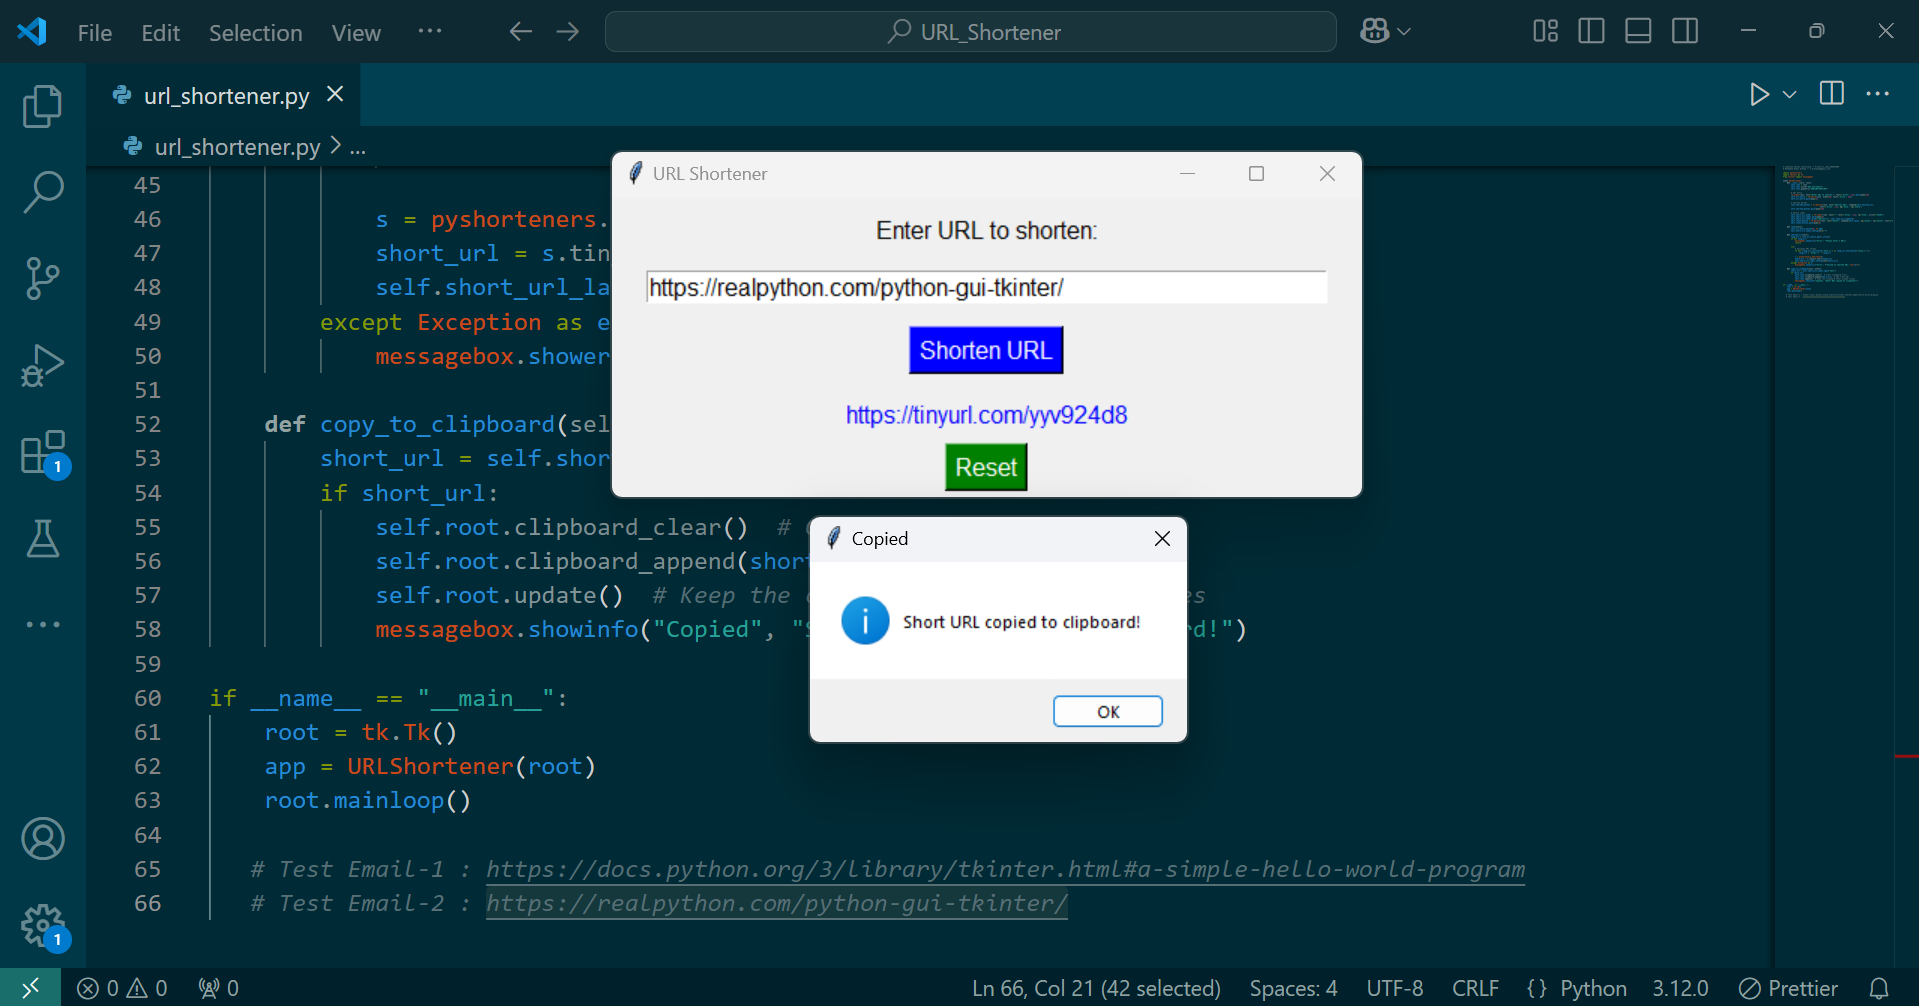 File Edit Selection View ··· URL_Shortener
url_shortener.py
url_shortener.py > ...
45
46 s = pyshorteners.
47 short_url = s.tin
48 self.short_url_la
49 except Exception as e
50 messagebox.shower
51
52 def copy_to_clipboard(sel
53 short_url = self.shor
54 if short_url:
55 self.root.clipboard_clear() #
56 self.root.clipboard_append(shor
57 self.root.update() # Keep the es
58 messagebox.showinfo("Copied", "S rd!")
59
60 if __name__ == "__main__":
61 root = tk.Tk()
62 app = URLShortener(root)
63 root.mainloop()
64
65 # Test Email-1 : https://docs.python.org/3/library/tkinter.html#a-simple-hello-world-program
66 # Test Email-2 : https://realpython.com/python-gui-tkinter/
URL Shortener
Enter URL to shorten:
https://realpython.com/python-gui-tkinter/
Shorten URL
https://tinyurl.com/yyv924d8
Reset
Copied
Short URL copied to clipboard!
OK
1
1
0 0 0 Ln 66, Col 21 (42 selected) Spaces: 4 UTF-8 CRLF {} Python 3.12.0 Prettier